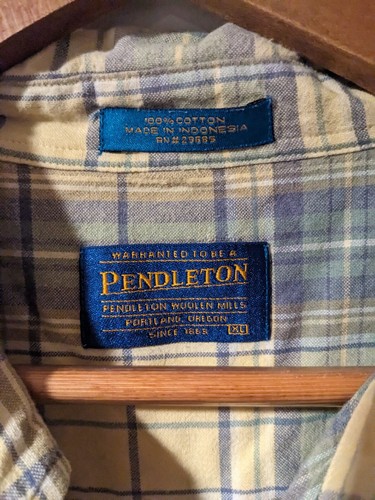 100% COTTON
MADE IN INDONESIA
RN#29685
WARRANTED TO BE A
PENDLETON
PENDLETON WOOLEN MILLS
PORTLAND, OREGON
SINCE 1863 XL